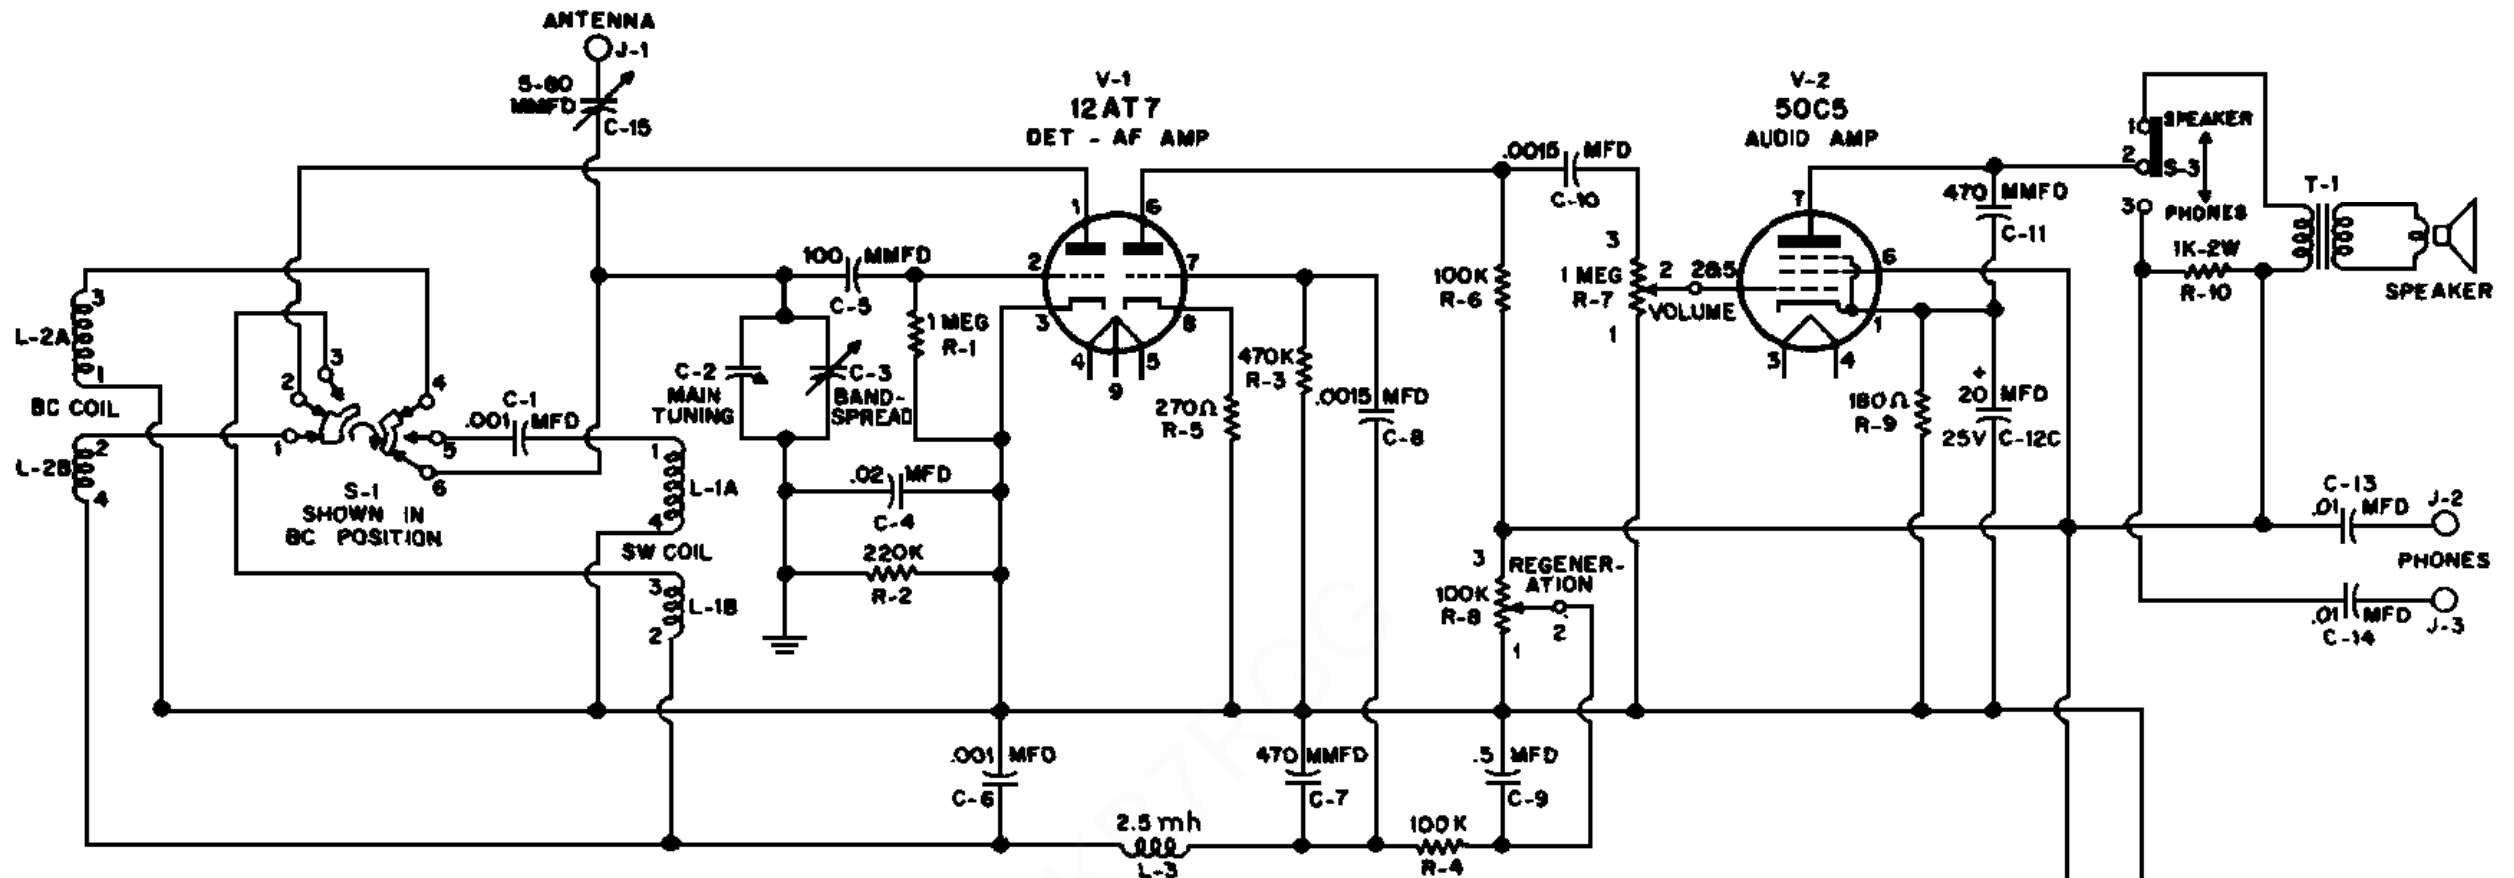 ANTENNA
J-1
5-80
MMFD
C-15
V-1
12AT7
DET - AF AMP
1
6
2
7
3
8
4
5
9
100 MMFD
C-5
1 MEG
R-1
C-2
MAIN
TUNING
C-3
BAND-
SPREAD
.02 MFD
C-4
220K
R-2
L-2A
3
1
BC COIL
L-2B
2
4
2
3
4
1
5
6
S-1
SHOWN IN
BC POSITION
C-1
.001 MFD
1
L-1A
4
SW COIL
3
L-1B
2
270Ω
R-5
470K
R-3
.0015 MFD
C-8
.0015 MFD
C-10
100K
R-6
3
1 MEG
R-7
2
VOLUME
1
3
REGENER-
ATION
100K
R-8
2
1
V-2
50C5
AUDIO AMP
7
2&5
6
1
3
4
470 MMFD
C-11
180Ω
R-9
+
20 MFD
25V C-12C
1
SPEAKER
2
S-3
3
PHONES
1K-2W
R-10
T-1
SPEAKER
C-13
.01 MFD
J-2
PHONES
.01 MFD
C-14
J-3
.001 MFD
C-6
470 MMFD
C-7
.5 MFD
C-9
2.5 mh
L-3
100K
R-4